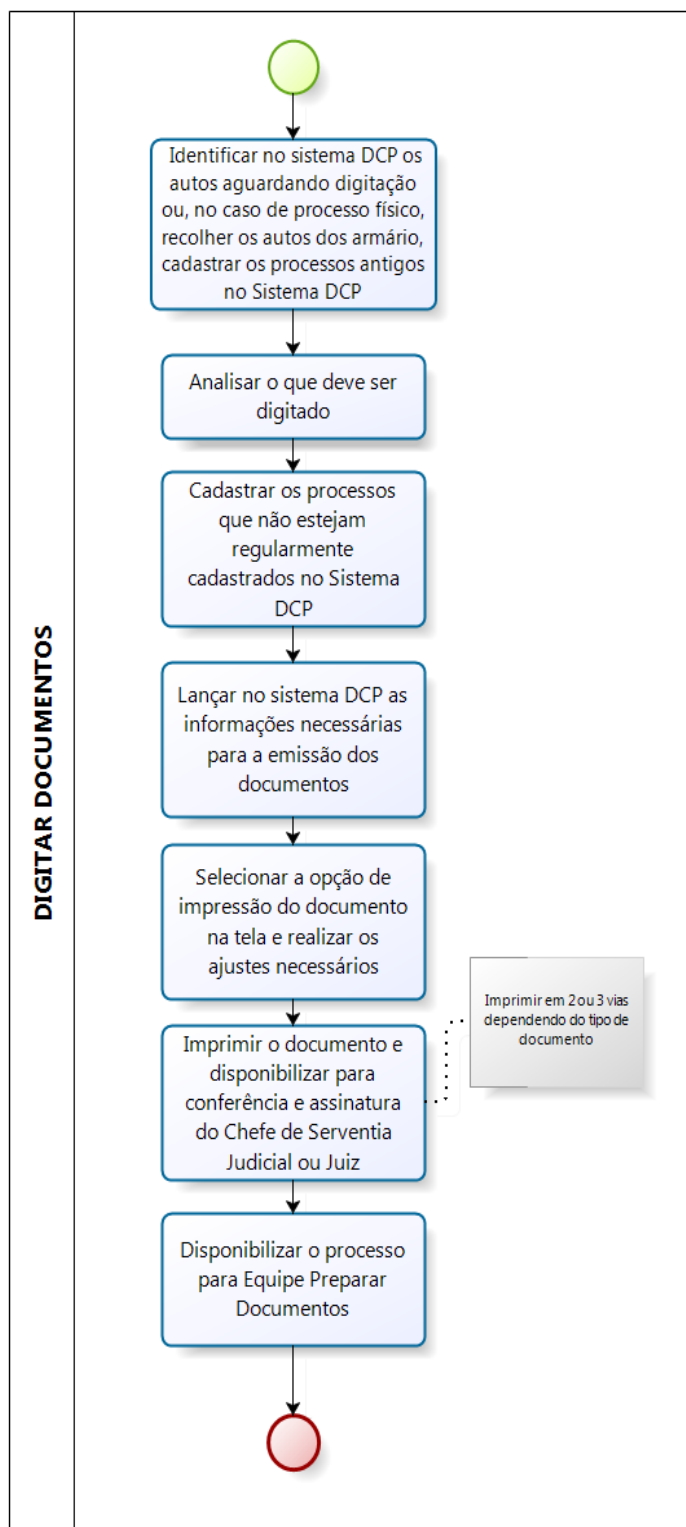 DIGITAR DOCUMENTOS
Identificar no sistema DCP os
autos aguardando digitação
ou, no caso de processo físico,
recolher os autos dos armário,
cadastrar os processos antigos
no Sistema DCP
Analisar o que deve ser
digitado
Cadastrar os processos
que não estejam
regularmente
cadastrados no Sistema
DCP
Lançar no sistema DCP as
informações necessárias
para a emissão dos
documentos
Selecionar a opção de
impressão do documento
na tela e realizar os
ajustes necessários
Imprimir o documento e
disponibilizar para
conferência e assinatura
do Chefe de Serventia
Judicial ou Juiz
Imprimir em 2 ou 3 vias
dependendo do tipo de
documento
Disponibilizar o processo
para Equipe Preparar
Documentos